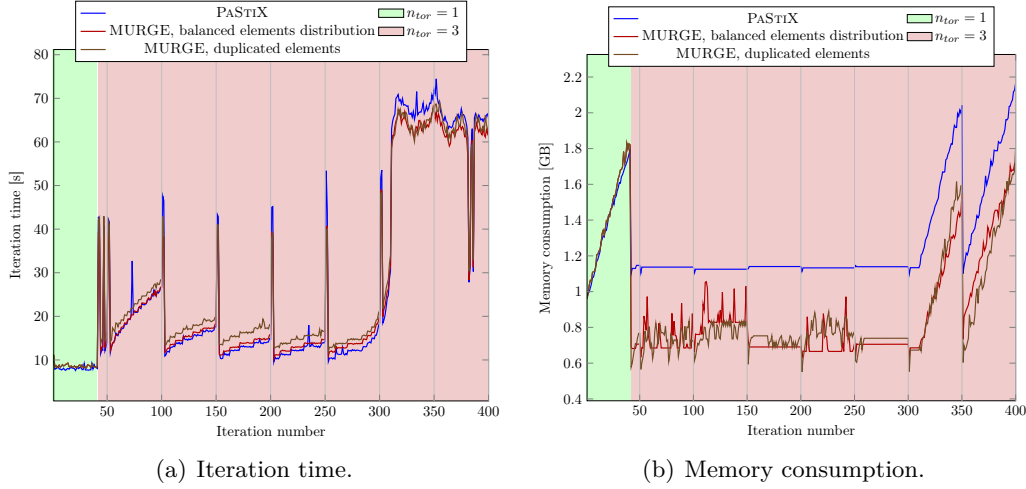 PASTIX
MURGE, balanced elements distribution
MURGE, duplicated elements
n_tor = 1
n_tor = 3
80
70
60
50
40
30
20
10
Iteration time [s]
50 100 150 200 250 300 350 400
Iteration number
(a) Iteration time.
PASTIX
MURGE, balanced elements distribution
MURGE, duplicated elements
n_tor = 1
n_tor = 3
2.2
2
1.8
1.6
1.4
1.2
1
0.8
0.6
0.4
Memory consumption [GB]
50 100 150 200 250 300 350 400
Iteration number
(b) Memory consumption.